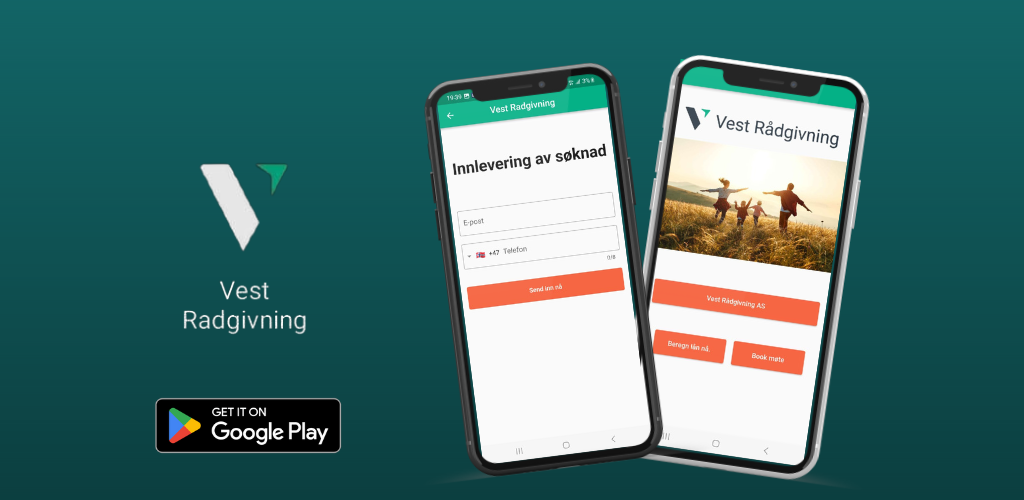 Vest
Radgivning
GET IT ON
Google Play
19:39
3%
Vest Radgivning
Innlevering av søknad
E-post
+47 Telefon
0/8
Send inn nå
Vest Rådgivning
Vest Rådgivning AS
Beregn lån nå.
Book møte